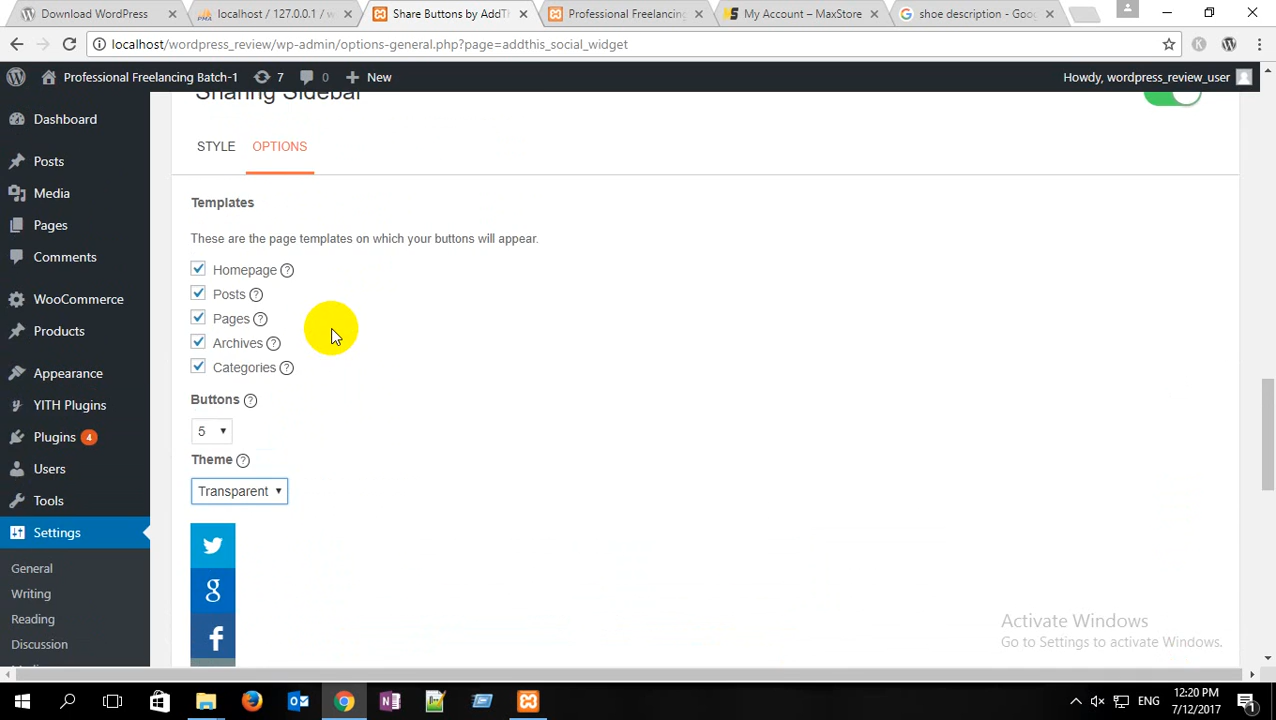 Download WordPress
localhost / 127.0.0.1 / w
Share Buttons by AddTh
Professional Freelancing
My Account – MaxStore
shoe description - Goo
localhost/wordpress_review/wp-admin/options-general.php?page=addthis_social_widget
Professional Freelancing Batch-1 7 0 New Howdy, wordpress_review_user
Sharing Sidebar
STYLE OPTIONS
Templates
These are the page templates on which your buttons will appear.
Homepage ?
Posts ?
Pages ?
Archives ?
Categories ?
Buttons ?
5
Theme ?
Transparent
Dashboard
Posts
Media
Pages
Comments
WooCommerce
Products
Appearance
YITH Plugins
Plugins 4
Users
Tools
Settings
General
Writing
Reading
Discussion
Activate Windows
Go to Settings to activate Windows.
ENG
12:20 PM
7/12/2017
1